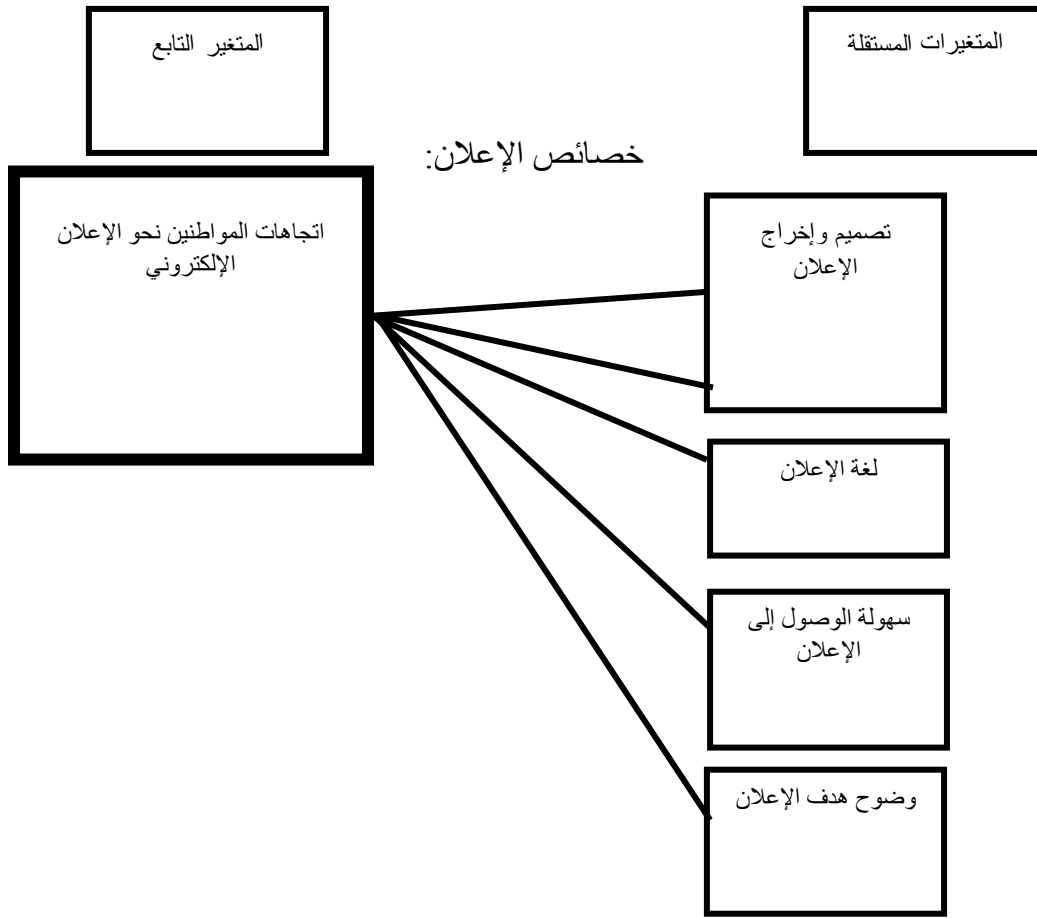 المتغيرات المستقلة
المتغير التابع
خصائص الإعلان:
تصميم وإخراج
الإعلان
اتجاهات المواطنين نحو الإعلان
الإلكتروني
لغة الإعلان
سهولة الوصول إلى
الإعلان
وضوح هدف الإعلان